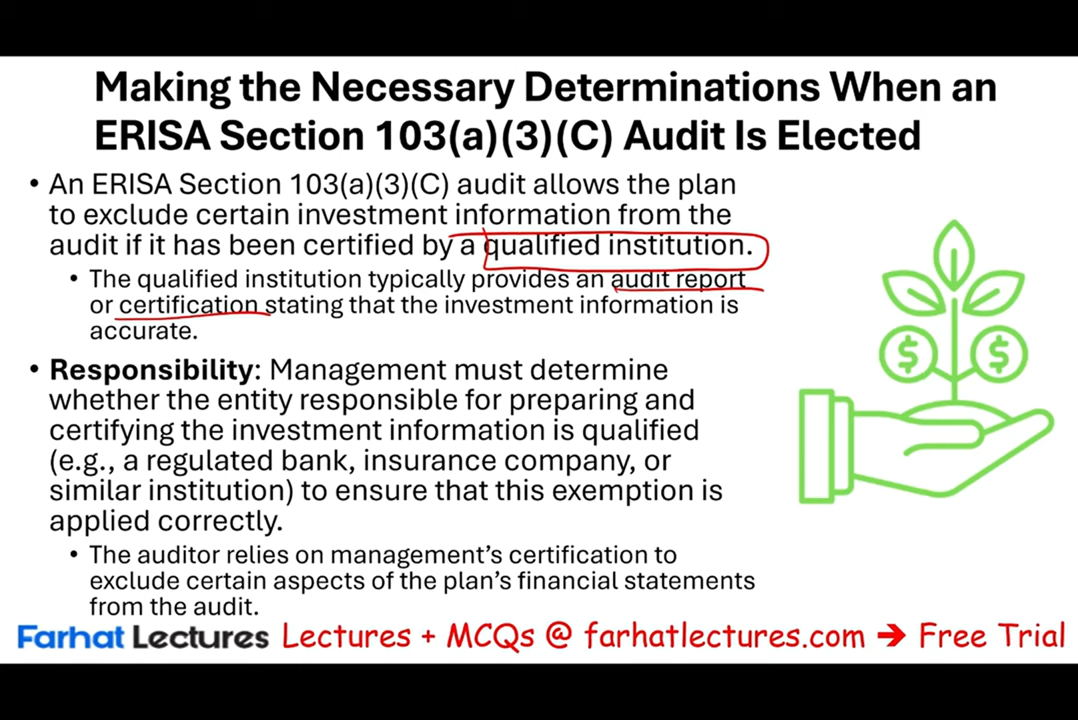 Making the Necessary Determinations When an
ERISA Section 103(a)(3)(C) Audit Is Elected
• An ERISA Section 103(a)(3)(C) audit allows the plan
to exclude certain investment information from the
audit if it has been certified by a qualified institution.
• The qualified institution typically provides an audit report
or certification stating that the investment information is
accurate.
• Responsibility: Management must determine
whether the entity responsible for preparing and
certifying the investment information is qualified
(e.g., a regulated bank, insurance company, or
similar institution) to ensure that this exemption is
applied correctly.
• The auditor relies on management's certification to
exclude certain aspects of the plan's financial statements
from the audit.
$ $
Farhat Lectures Lectures + MCQs @ farhatlectures.com → Free Trial